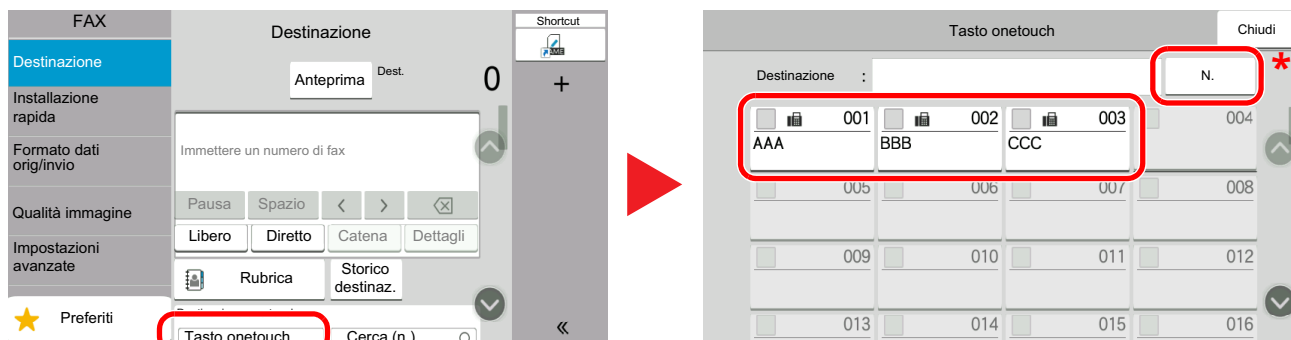 FAX
Destinazione
Installazione
rapida
Formato dati
orig/invio
Qualità immagine
Impostazioni
avanzate
Preferiti
Destinazione
Anteprima
Dest.
0
Immettere un numero di fax
Pausa Spazio < >
Libero Diretto Catena Dettagli
Rubrica
Storico
destinaz.
Tasto onetouch Cerca (n.)
Shortcut
+
«
Tasto onetouch
Chiudi
Destinazione :
N.
*
001 002 003 004
AAA BBB CCC
005 006 007 008
009 010 011 012
013 014 015 016